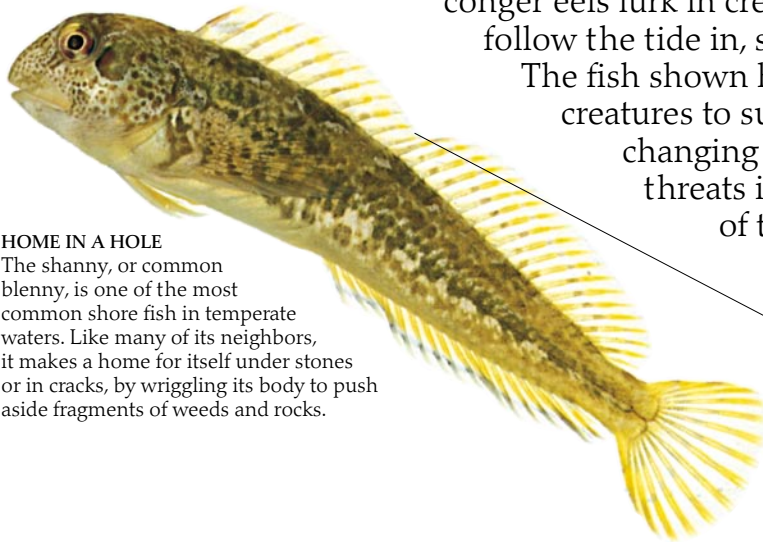 conger eels lurk in
follow the tide in,
The fish shown
creatures to
changing
threats
of
HOME IN A HOLE
The shanny, or common
blenny, is one of the most
common shore fish in temperate
waters. Like many of its neighbors,
it makes a home for itself under stones
or in cracks, by wriggling its body to push
aside fragments of weeds and rocks.